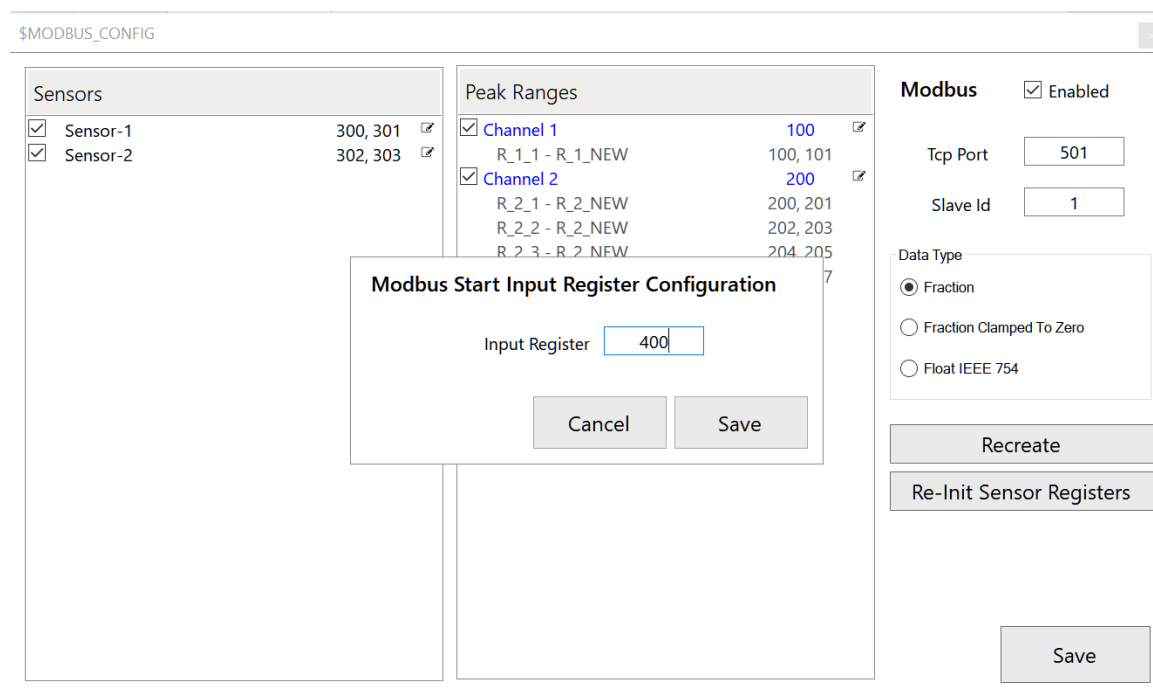 $MODBUS_CONFIG
Sensors
Sensor-1 300, 301
Sensor-2 302, 303
Peak Ranges
Channel 1 100
R_1_1 - R_1_NEW 100, 101
Channel 2 200
R_2_1 - R_2_NEW 200, 201
R_2_2 - R_2_NEW 202, 203
R_2_3 - R_2_NEW 204, 205
7
Modbus Start Input Register Configuration
Input Register 400
Cancel Save
Modbus Enabled
Tcp Port 501
Slave Id 1
Data Type
Fraction
Fraction Clamped To Zero
Float IEEE 754
Recreate
Re-Init Sensor Registers
Save